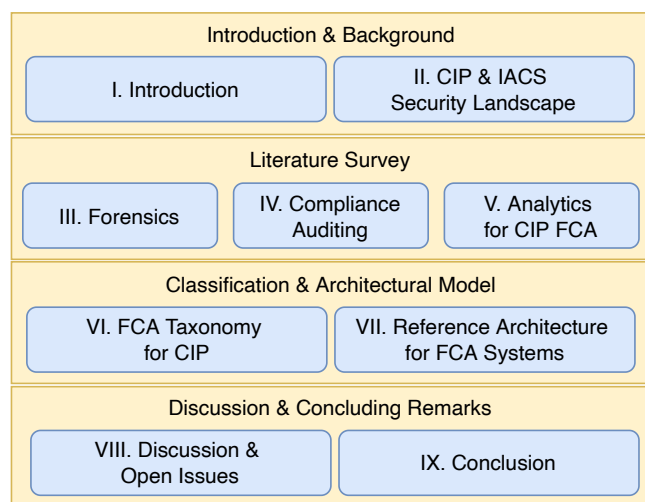 Introduction & Background
I. Introduction
II. CIP & IACS
Security Landscape
Literature Survey
III. Forensics
IV. Compliance
Auditing
V. Analytics
for CIP FCA
Classification & Architectural Model
VI. FCA Taxonomy
for CIP
VII. Reference Architecture
for FCA Systems
Discussion & Concluding Remarks
VIII. Discussion &
Open Issues
IX. Conclusion